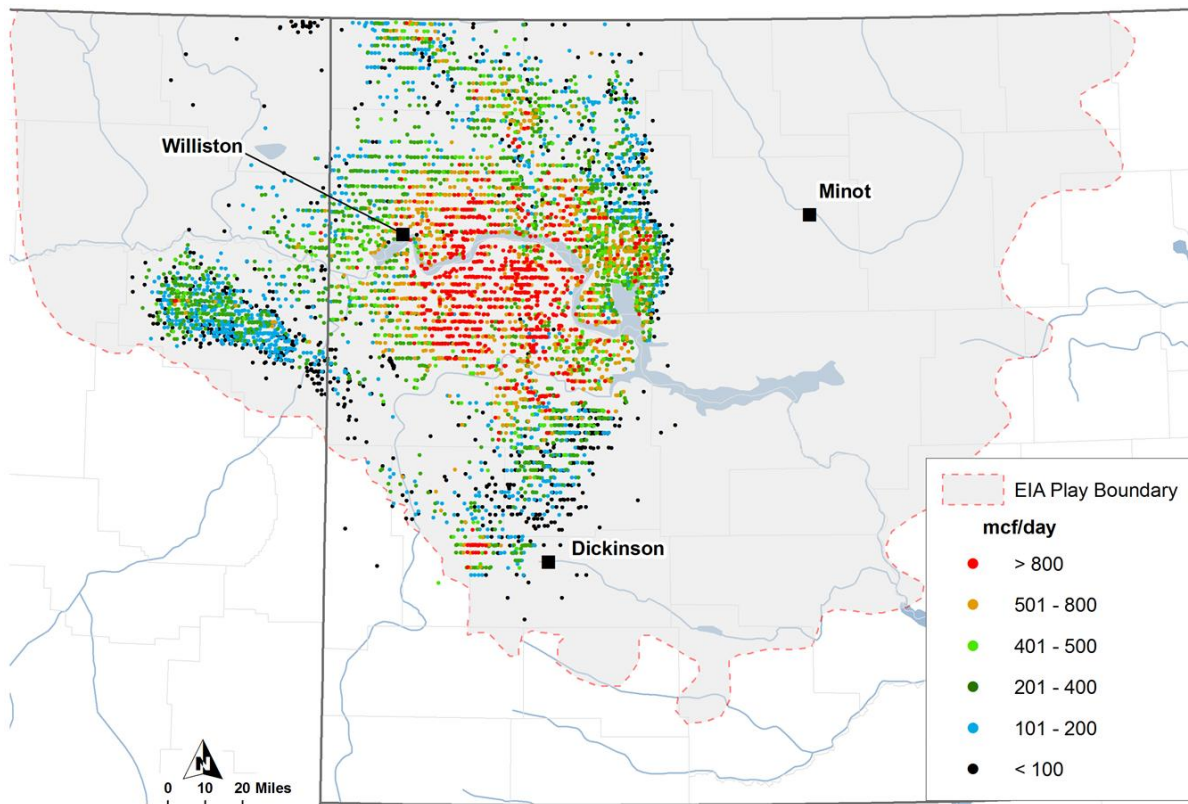 Williston
Minot
Dickinson
EIA Play Boundary
mcf/day
> 800
501 - 800
401 - 500
201 - 400
101 - 200
< 100
N
0 10 20 Miles